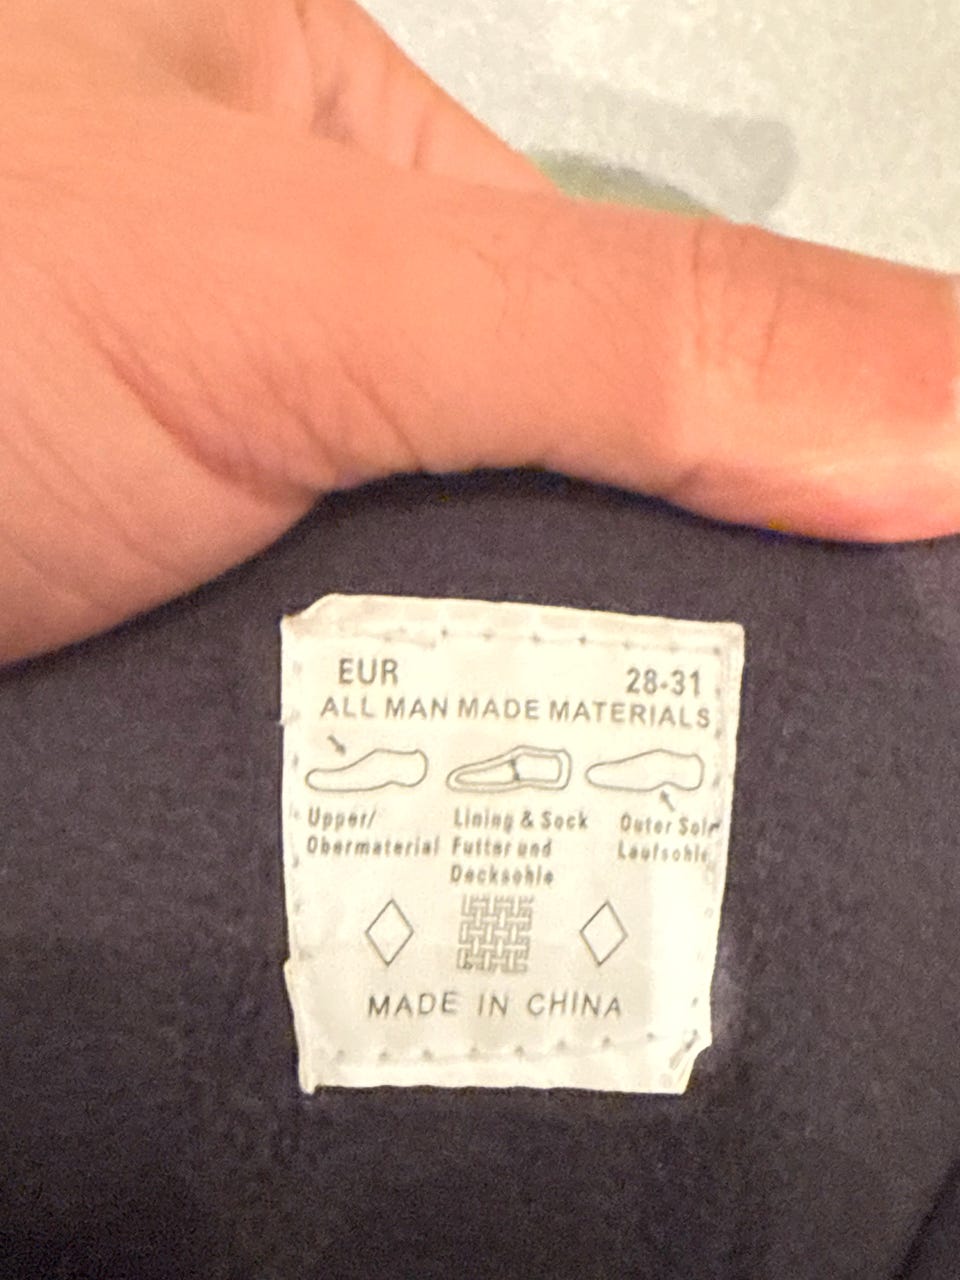 EUR 28-31
ALL MAN MADE MATERIALS
Upper/ Lining & Sock Outer Sole
Obermaterial Futter und Laufsohle
Decksohle
MADE IN CHINA